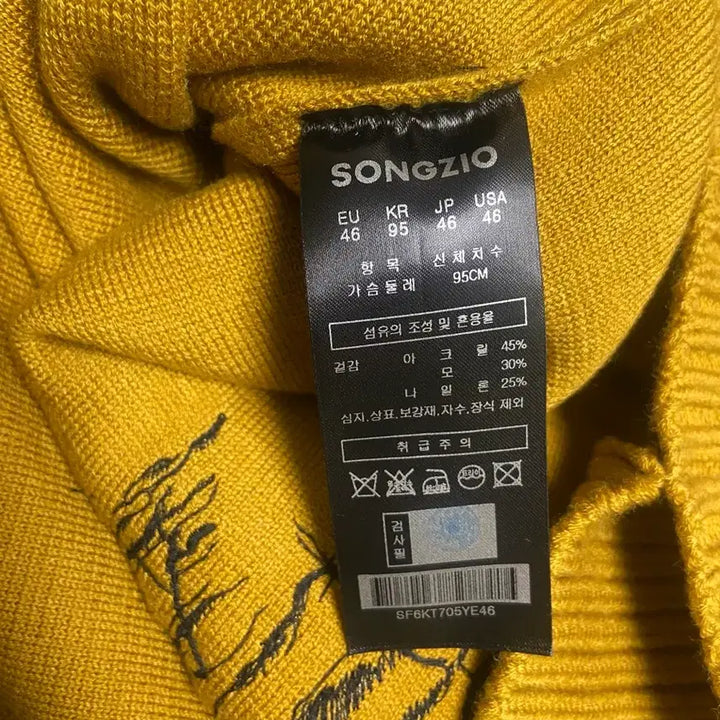 SONGZIO
EU KR JP USA
46 95 46 46
항 목 신체치수
가슴둘레 95CM
섬유의 조성 및 혼용율
겉감 아 크 릴 45%
모 30%
나 일 론 25%
심지,상표,보강재,자수,장식 제외
취급주의
드라이
검사필
SF6KT705YE46